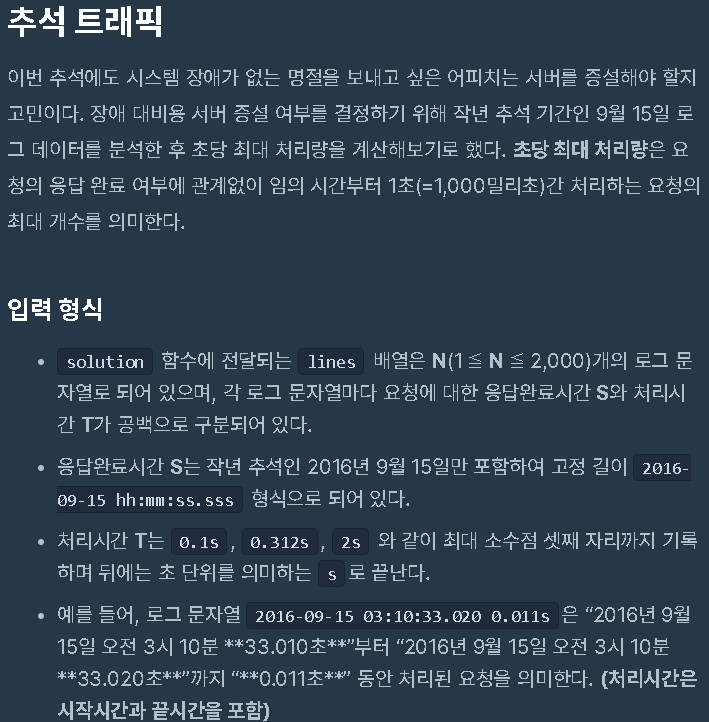 추석 트래픽
이번 추석에도 시스템 장애가 없는 명절을 보내고 싶은 어피치는 서버를 증설해야 할지
고민이다. 장애 대비용 서버 증설 여부를 결정하기 위해 작년 추석 기간인 9월 15일 로
그 데이터를 분석한 후 초당 최대 처리량을 계산해보기로 했다. 초당 최대 처리량은 요
청의 응답 완료 여부에 관계없이 임의 시간부터 1초(=1,000밀리초)간 처리하는 요청의
최대 개수를 의미한다.
입력 형식
• solution 함수에 전달되는 lines 배열은 N(1 ≦ N ≦ 2,000)개의 로그 문
자열로 되어 있으며, 각 로그 문자열마다 요청에 대한 응답완료시간 S와 처리시
간 T가 공백으로 구분되어 있다.
• 응답완료시간 S는 작년 추석인 2016년 9월 15일만 포함하여 고정 길이 2016-
09-15 hh:mm:ss.sss 형식으로 되어 있다.
• 처리시간 T는 0.1s, 0.312s, 2s 와 같이 최대 소수점 셋째 자리까지 기록
하며 뒤에는 초 단위를 의미하는 s로 끝난다.
• 예를 들어, 로그 문자열 2016-09-15 03:10:33.020 0.011s은 “2016년 9월
15일 오전 3시 10분 **33.010초**”부터 “2016년 9월 15일 오전 3시 10분
**33.020초**”까지 “**0.011초**” 동안 처리된 요청을 의미한다. (처리시간은
시작시간과 끝시간을 포함)